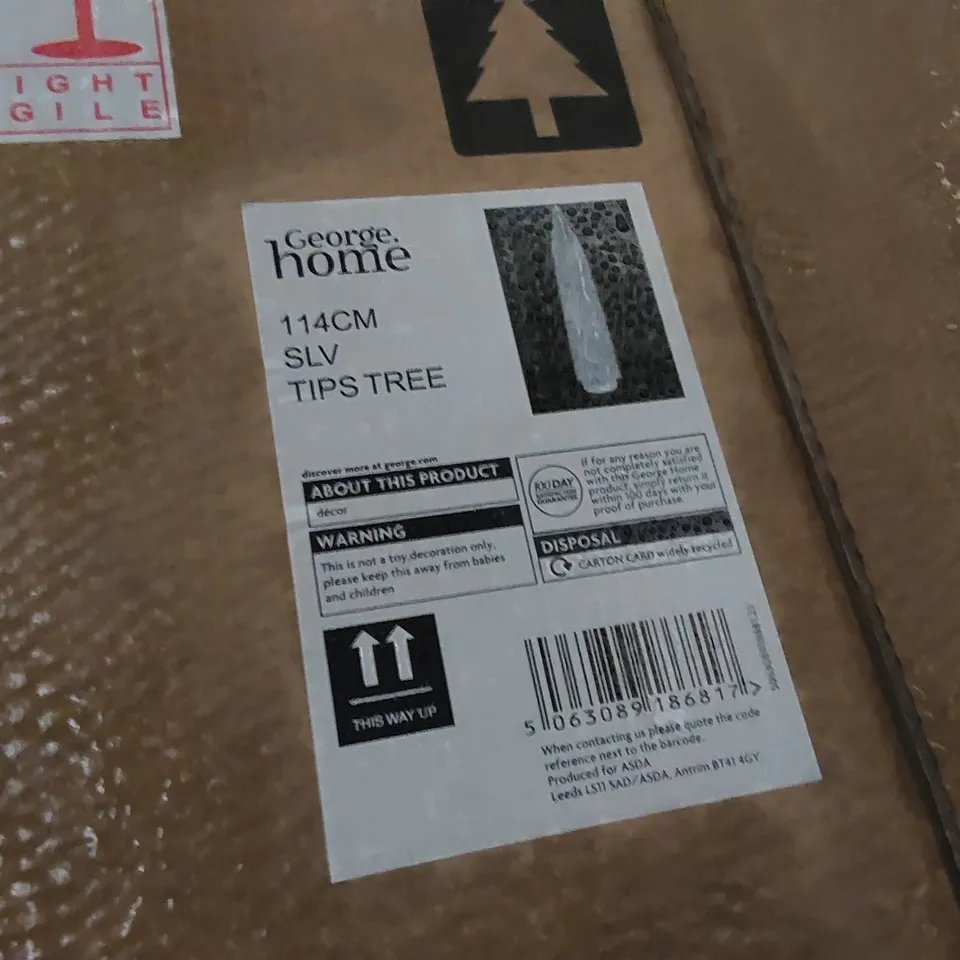 IGHT
GILE
George.
home
114CM
SLV
TIPS TREE
discover more at george.com
ABOUT THIS PRODUCT
décor
WARNING
This is not a toy,decoration only,
please keep this away from babies
and children
100 DAY
SATISFACTION
GUARANTEE
If for any reason you are
not completely satisfied
with this George Home
product, simply return it
within 100 days with your
proof of purchase.
DISPOSAL
CARTON CARD widely recycled
THIS WAY UP
5 063089 186817 >
When contacting us please quote the code
reference next to the barcode.
Produced for ASDA
Leeds LS11 5AD/ASDA, Antrim BT41 4GY